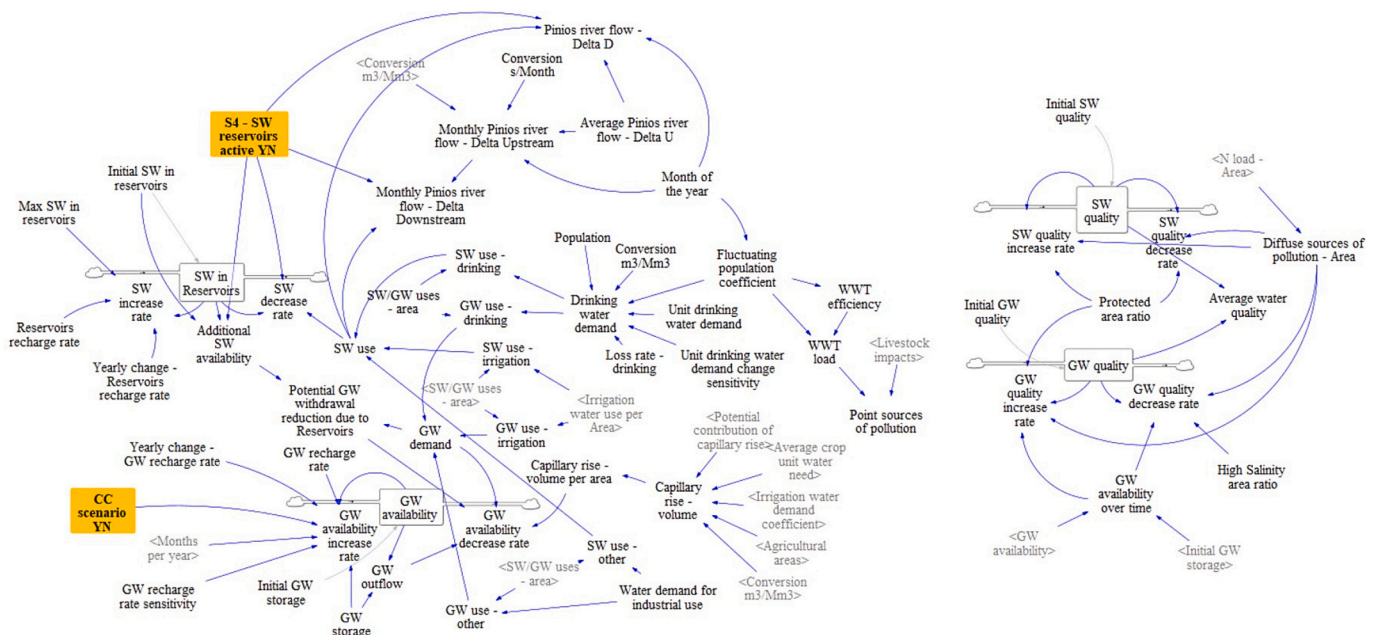 Pinios river flow -
Delta D
<Conversion
m3/Mm3>
Conversion
s/Month
S4 - SW
reservoirs
active YN
Monthly Pinios river
flow - Delta Upstream
Average Pinios river
flow - Delta U
Initial SW in
reservoirs
Month of
the year
Max SW in
reservoirs
Monthly Pinios river
flow - Delta
Downstream
SW in
Reservoirs
SW
increase
rate
SW
decrease
rate
Reservoirs
recharge rate
Additional
SW
availability
Yearly change -
Reservoirs
recharge rate
SW use -
drinking
Population
Conversion
m3/Mm3
Fluctuating
population
coefficient
SW/GW uses
- area
GW use -
drinking
Drinking
water
demand
Unit drinking
water demand
WWT
efficiency
SW use
SW use -
irrigation
Loss rate -
drinking
Unit drinking water
demand change
sensitivity
WWT
load
<Livestock
impacts>
Potential GW
withdrawal
reduction due to
Reservoirs
<SW/GW uses
- area>
<Irrigation
water use per
Area>
Point sources
of pollution
GW
demand
GW use -
irrigation
<Potential
contribution of
capillary rise>
Yearly change -
GW recharge rate
GW recharge
rate
Capillary rise -
volume per area
<Average crop
unit water
need>
CC
scenario
YN
GW
availability
Capillary
rise -
volume
<Irrigation water
demand
coefficient>
GW
availability
increase
rate
GW
availability
decrease rate
<Months
per year>
<Agricultural
areas>
GW recharge
rate sensitivity
Initial GW
storage
GW
outflow
SW use -
other
<Conversion
m3/Mm3>
<SW/GW uses
- area>
GW
storage
GW use -
other
Water demand for
industrial use
Initial SW
quality
<N load -
Area>
SW
quality
SW quality
increase rate
SW
quality
decrease
rate
Diffuse sources of
pollution - Area
Initial GW
quality
Protected
area ratio
Average water
quality
GW quality
GW
quality
increase
rate
GW quality
decrease rate
GW
availability
over time
High Salinity
area ratio
<GW
availability>
<Initial GW
storage>